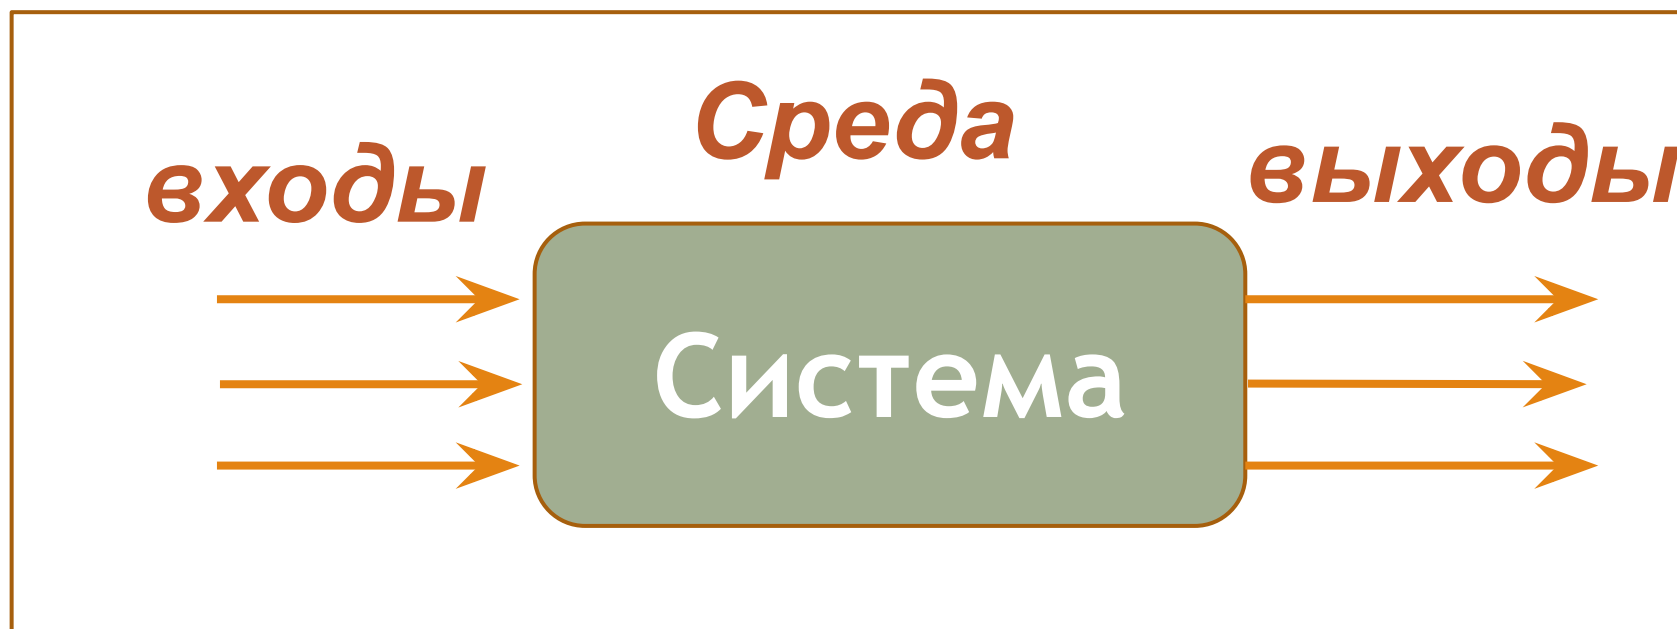 Среда
входы
выходы
Система